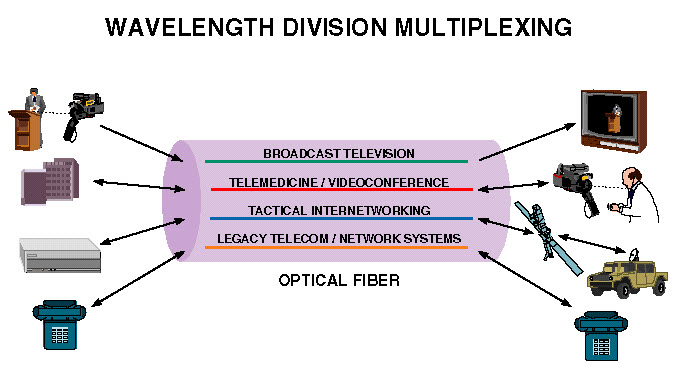 WAVELENGTH DIVISION MULTIPLEXING
BROADCAST TELEVISION
TELEMEDICINE / VIDEOCONFERENCE
TACTICAL INTERNETWORKING
LEGACY TELECOM / NETWORK SYSTEMS
OPTICAL FIBER